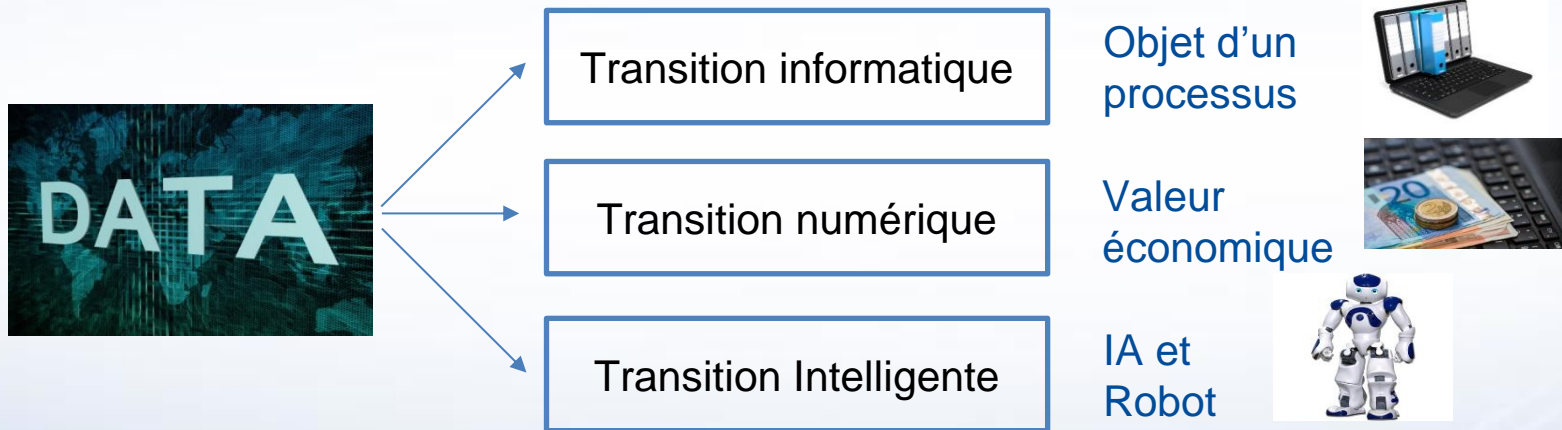 DATA
Transition informatique
Objet d’un
processus
Transition numérique
Valeur
économique
20
Transition Intelligente
IA et
Robot